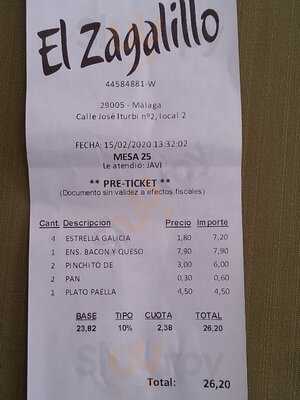 El Zagalillo
44584881-W
29005 - Málaga
Calle José Iturbi nº2, local 2
FECHA: 15/02/2020 13:32:02
MESA 25
le atendió: JAVI
** PRE-TICKET **
(Documento sin validez a efectos fiscales)
Cant. Descripcion Precio Importe
4 ESTRELLA GALICIA 1,80 7,20
1 ENS. BACON Y QUESO 7,90 7,90
2 PINCHITO DE 3,00 6,00
2 PAN 0,30 0,60
1 PLATO PAELLA 4,50 4,50
BASE TIPO CUOTA TOTAL
23,82 10% 2,38 26,20
Total: 26,20